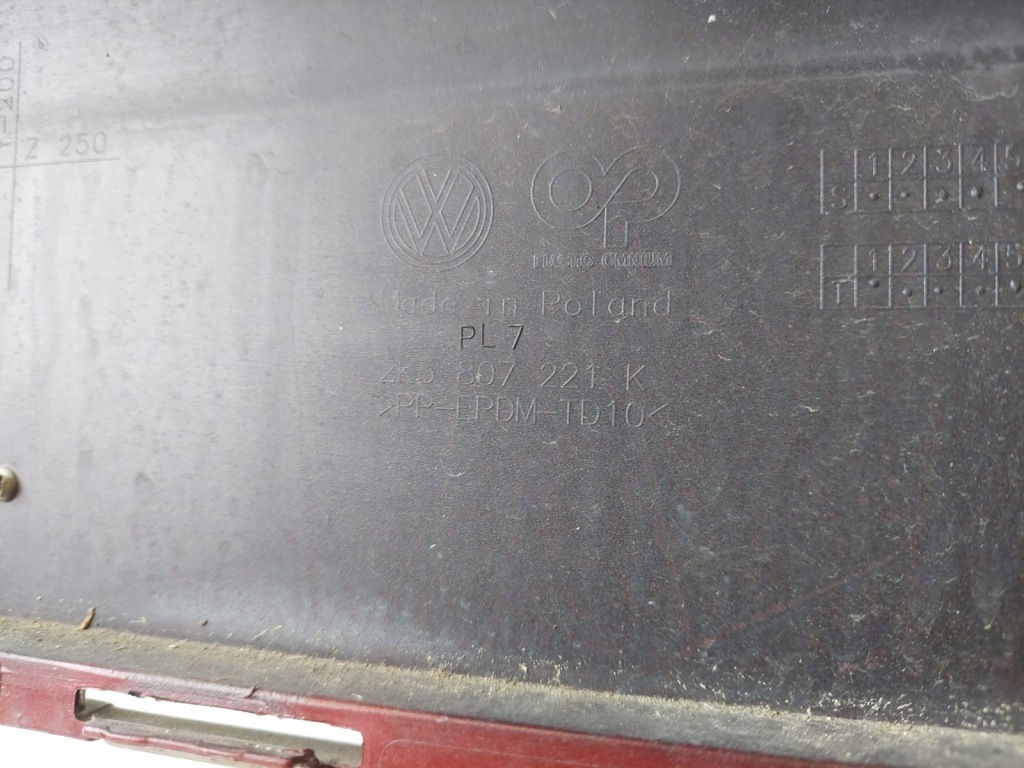 Y-200
Z 250
PLASTIC OMNIUM
Made in Poland
PL 7
2K5 807 221 K
>PP-EPDM-TD10<
1 2 3 4 5
S
1 2 3 4 5
T